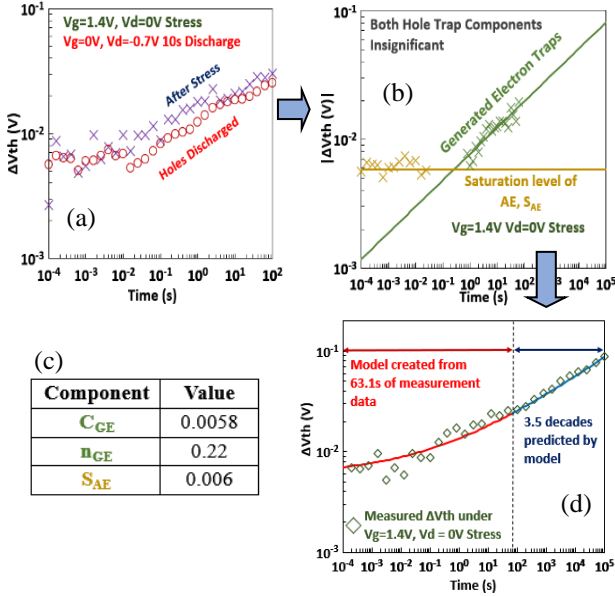 Vg=1.4V, Vd=0V Stress
Vg=0V, Vd=-0.7V 10s Discharge
After Stress
Holes Discharged
(a)
ΔVth (V)
10⁰
10⁻¹
10⁻²
10⁻³
10⁻⁴ 10⁻³ 10⁻² 10⁻¹ 10⁰ 10¹ 10²
Time (s)
Both Hole Trap Components
Insignificant
(b)
Generated Electron Traps
Saturation level of
AE, S_AE
Vg=1.4V Vd=0V Stress
|ΔVth (V)|
10⁰
10⁻¹
10⁻²
10⁻³
10⁻⁴ 10⁻³ 10⁻² 10⁻¹ 10⁰ 10¹ 10² 10³ 10⁴ 10⁵
Time (s)
(c)
Component Value
C_GE 0.0058
n_GE 0.22
S_AE 0.006
Model created from
63.1s of measurement
data
3.5 decades
predicted by
model
(d)
Measured ΔVth under
Vg=1.4V, Vd = 0V Stress
ΔVth (V)
10⁻¹
10⁻²
10⁻³
10⁻⁴ 10⁻³ 10⁻² 10⁻¹ 10⁰ 10¹ 10² 10³ 10⁴ 10⁵
Time (s)